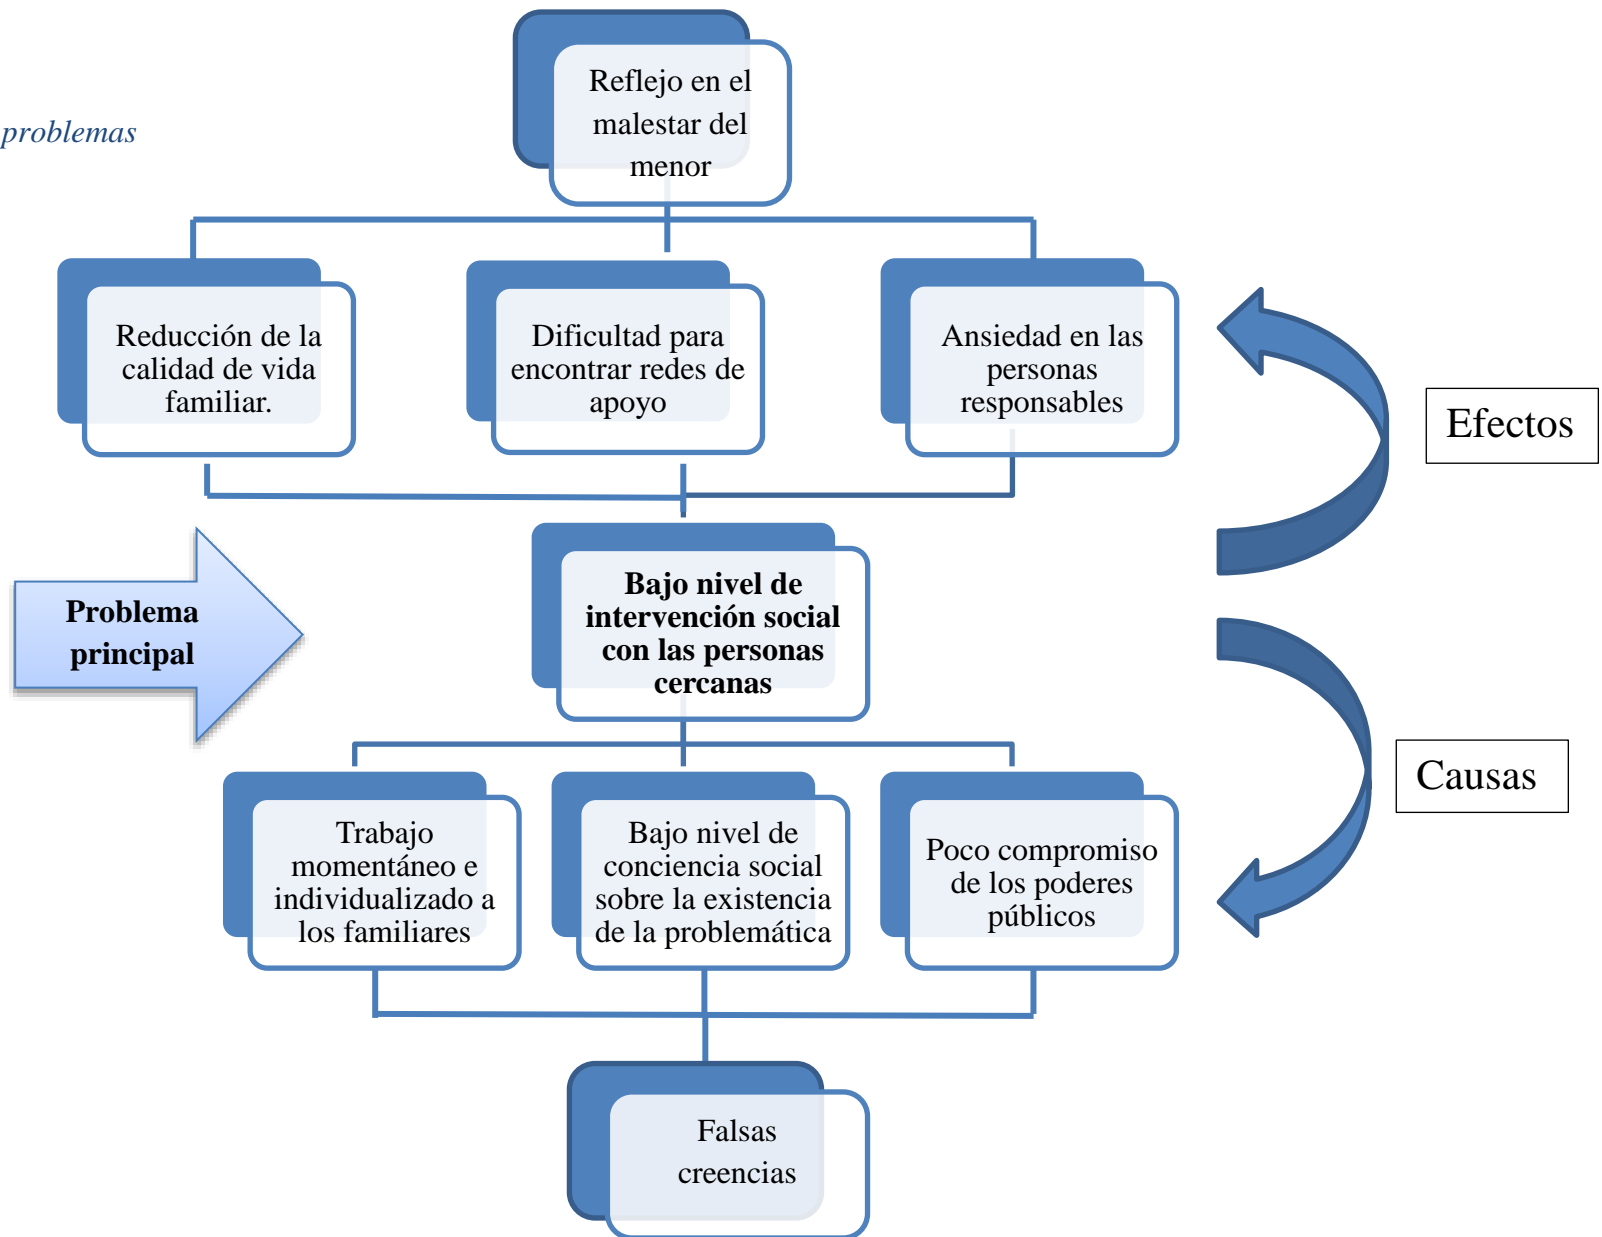 Reflejo en el
malestar del
menor
problemas
Reducción de la
calidad de vida
familiar.
Dificultad para
encontrar redes de
apoyo
Ansiedad en las
personas
responsables
Efectos
Problema
principal
Bajo nivel de
intervención social
con las personas
cercanas
Causas
Trabajo
momentáneo e
individualizado a
los familiares
Bajo nivel de
conciencia social
sobre la existencia
de la problemática
Poco compromiso
de los poderes
públicos
Falsas
creencias